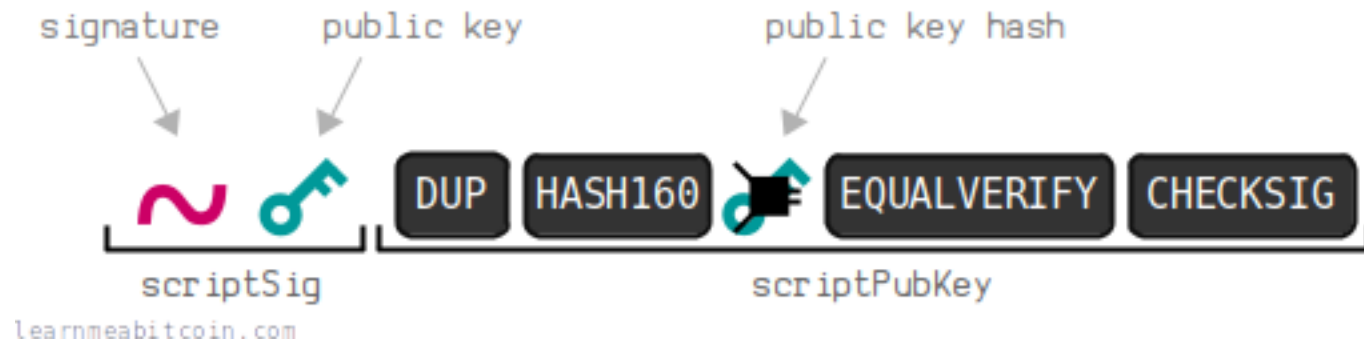 signature public key public key hash
DUP HASH160 EQUALVERIFY CHECKSIG
scriptSig scriptPubKey
learnmeabitcoin.com